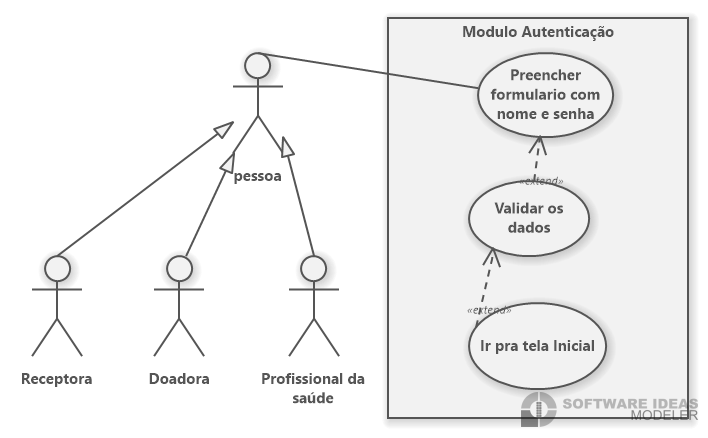 Modulo Autenticação
Preencher
formulario com
nome e senha
pessoa
«extend»
Validar os
dados
Receptora
Doadora
Profissional da
saúde
«extend»
Ir pra tela Inicial
SOFTWARE IDEAS
MODELER